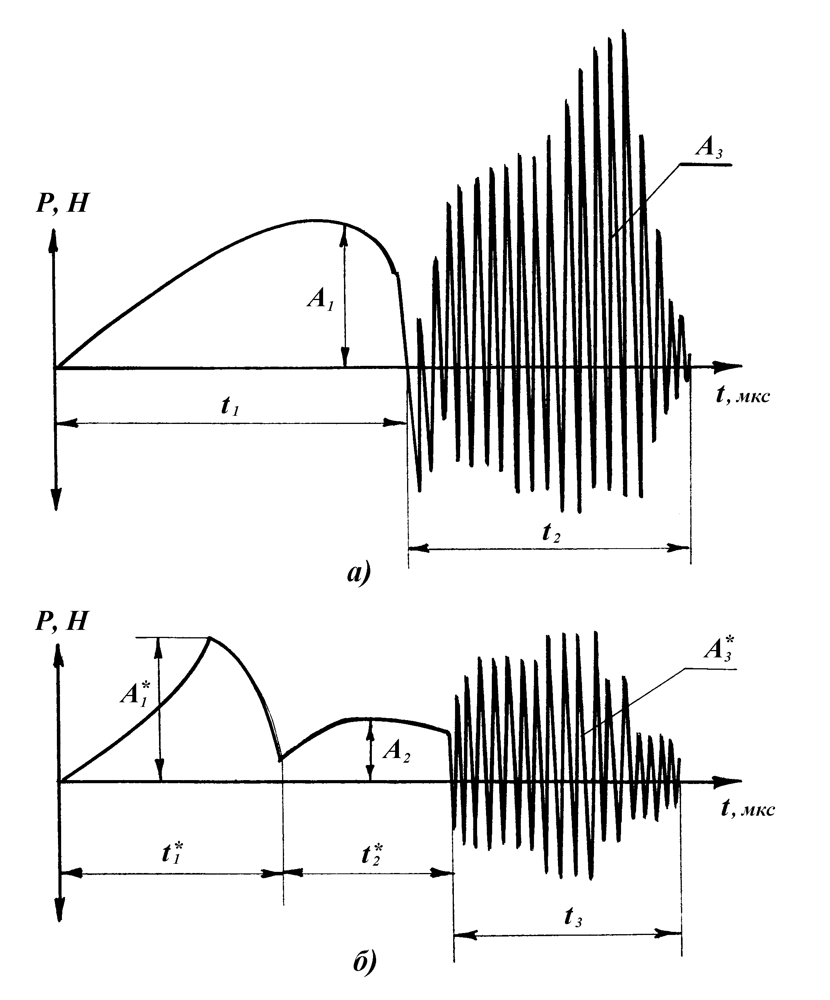 A₃
P, H
A₁
t, мкс
t₁
t₂
а)
P, H
A₃*
A₁*
A₂
t, мкс
t₁*
t₂*
t₃
б)